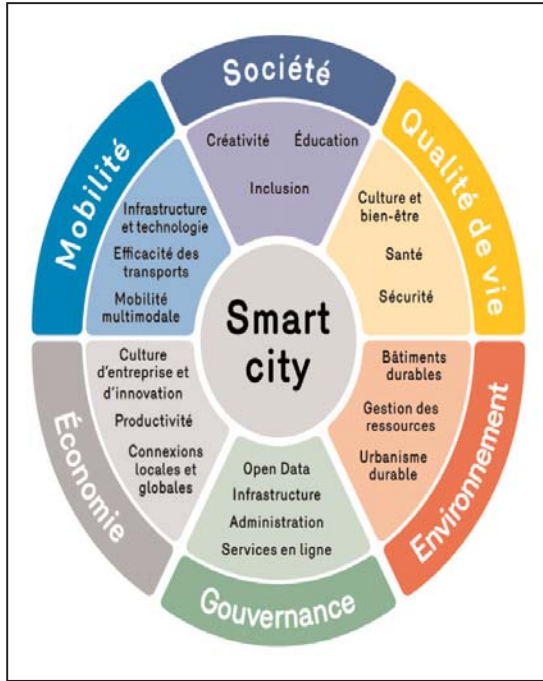 Société
Créativité
Éducation
Inclusion
Qualité de vie
Culture et
bien-être
Santé
Sécurité
Environnement
Bâtiments
durables
Gestion des
ressources
Urbanisme
durable
Gouvernance
Open Data
Infrastructure
Administration
Services en ligne
Économie
Culture
d'entreprise et
d'innovation
Productivité
Connexions
locales et
globales
Mobilité
Infrastructure
et technologie
Efficacité des
transports
Mobilité
multimodale
Smart
city